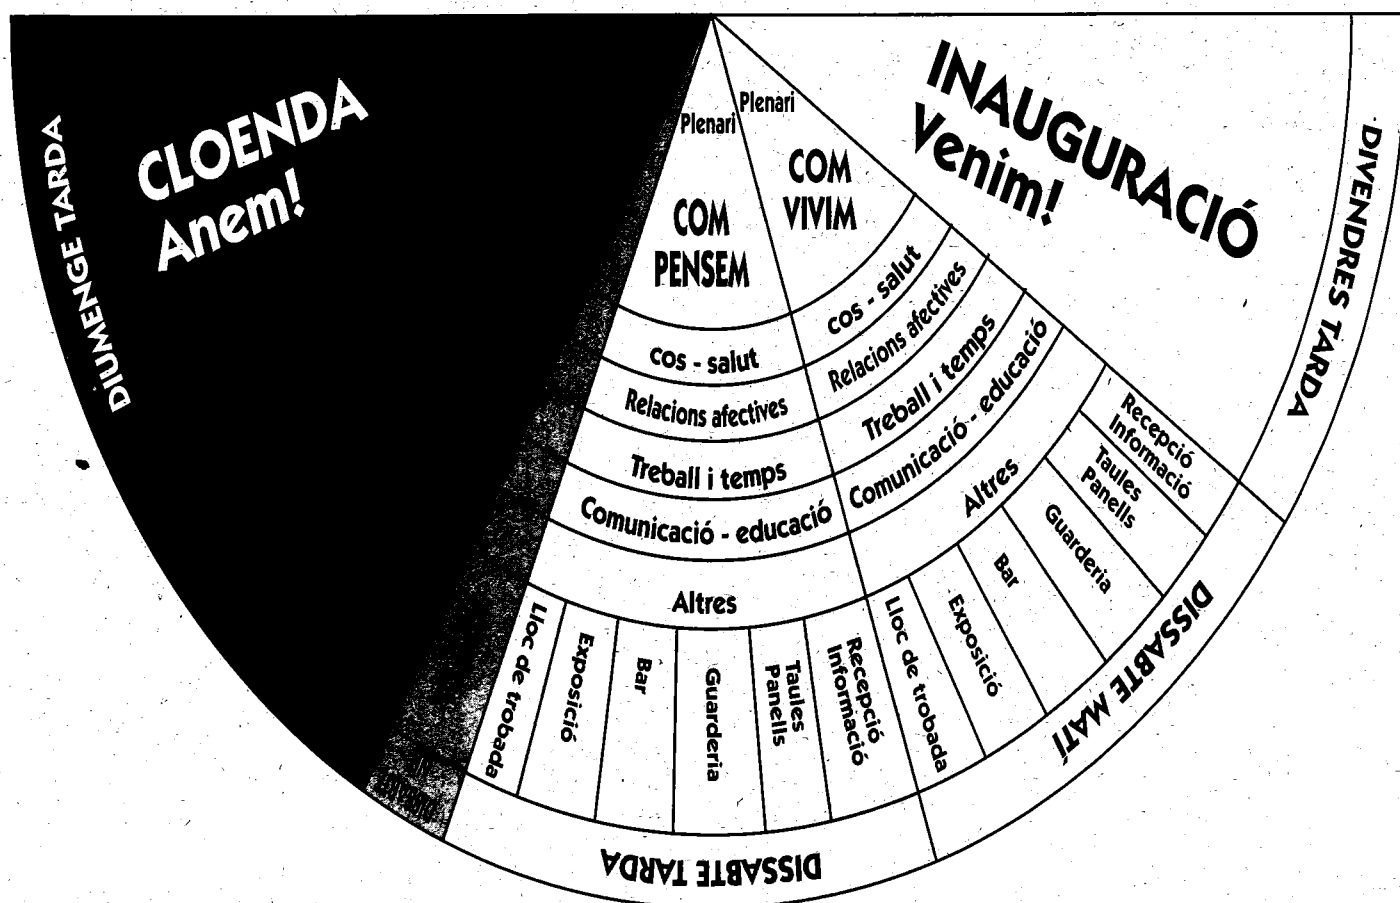 CLOENDA
Anem!
DIUMENGE TARDA
INAUGURACIÓ
Venim!
DIVENDRES TARDA
Plenari
COM
VIVIM
cos - salut
Relacions afectives
Treball i temps
Comunicació - educació
Altres
Recepció
Informació
Taules
Panells
Guarderia
Bar
Exposició
Lloc de trobada
DISSABTE MATÍ
Plenari
COM
PENSEM
cos - salut
Relacions afectives
Treball i temps
Comunicació - educació
Altres
Lloc de trobada
Exposició
Bar
Guarderia
Taules
Panells
Recepció
Informació
DISSABTE TARDA